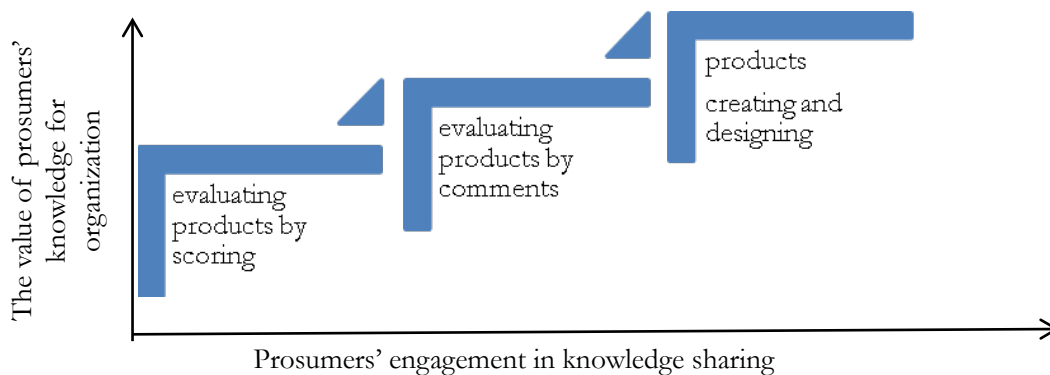 The value of prosumers'
knowledge for
organization
evaluating
products by
scoring
evaluating
products by
comments
products
creating and
designing
Prosumers' engagement in knowledge sharing